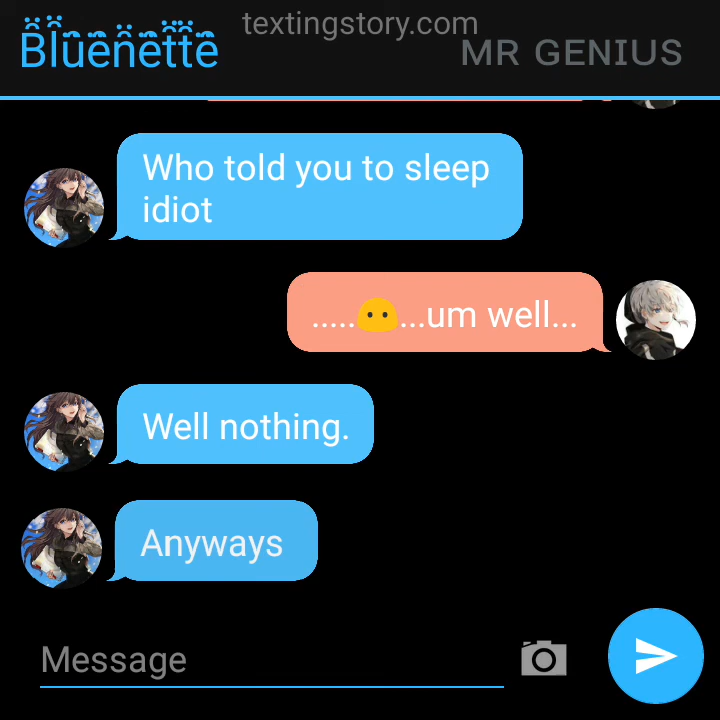 textingstory.com
Bluenette
MR GENIUS
Who told you to sleep
idiot
.....😶...um well...
Well nothing.
Anyways
Message